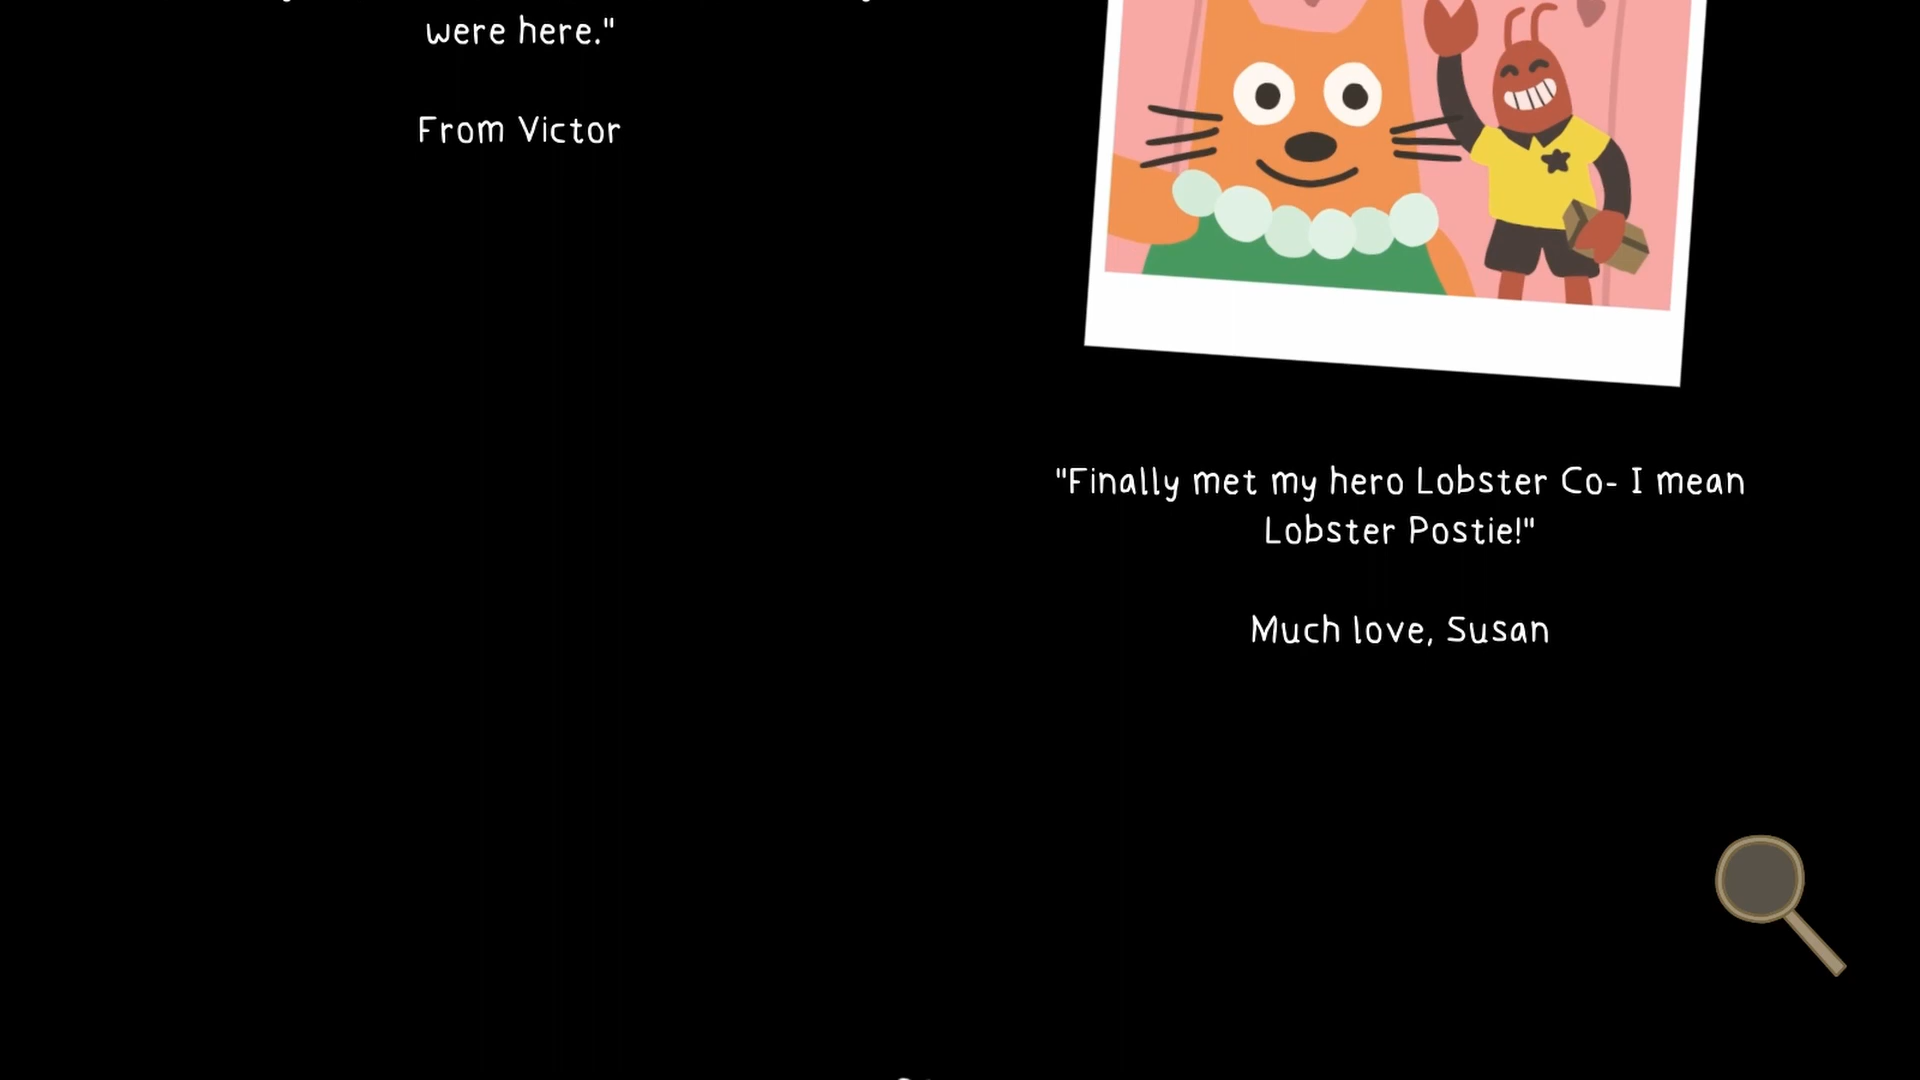 were here."
From Victor
"Finally met my hero Lobster Co- I mean
Lobster Postie!"
Much love, Susan